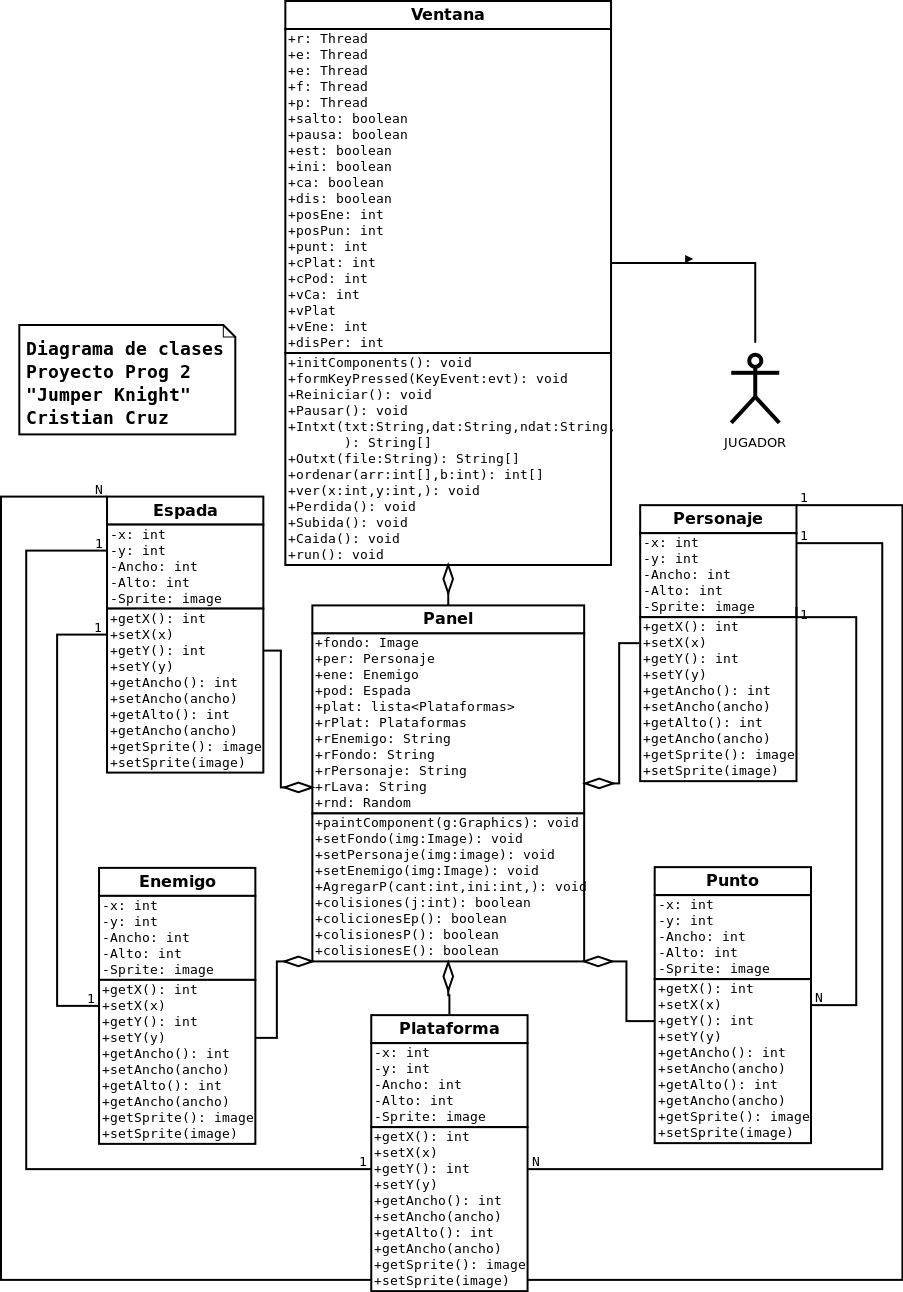 Ventana
+r: Thread
+e: Thread
+e: Thread
+f: Thread
+p: Thread
+salto: boolean
+pausa: boolean
+est: boolean
+ini: boolean
+ca: boolean
+dis: boolean
+posEne: int
+posPun: int
+punt: int
+cPlat: int
+cPod: int
+vCa: int
+vPlat
+vEne: int
+disPer: int
+initComponents(): void
+formKeyPressed(KeyEvent:evt): void
+Reiniciar(): void
+Pausar(): void
+Intxt(txt:String,dat:String,ndat:String,
): String[]
+Outxt(file:String): String[]
+ordenar(arr:int[],b:int): int[]
+ver(x:int,y:int,): void
+Perdida(): void
+Subida(): void
+Caida(): void
+run(): void
Diagrama de clases
Proyecto Prog 2
"Jumper Knight"
Cristian Cruz
JUGADOR
N
1
1
Espada
-x: int
-y: int
-Ancho: int
-Alto: int
-Sprite: image
+getX(): int
+setX(x)
+getY(): int
+setY(y)
+getAncho(): int
+setAncho(ancho)
+getAlto(): int
+getAncho(ancho)
+getSprite(): image
+setSprite(image)
1
1
1
Personaje
-x: int
-y: int
-Ancho: int
-Alto: int
-Sprite: image
+getX(): int
+setX(x)
+getY(): int
+setY(y)
+getAncho(): int
+setAncho(ancho)
+getAlto(): int
+getAncho(ancho)
+getSprite(): image
+setSprite(image)
Panel
+fondo: Image
+per: Personaje
+ene: Enemigo
+pod: Espada
+plat: lista<Plataformas>
+rPlat: Plataformas
+rEnemigo: String
+rFondo: String
+rPersonaje: String
+rLava: String
+rnd: Random
+paintComponent(g:Graphics): void
+setFondo(img:Image): void
+setPersonaje(img:image): void
+setEnemigo(img:Image): void
+AgregarP(cant:int,ini:int,): void
+colisiones(j:int): boolean
+colicionesEp(): boolean
+colisionesP(): boolean
+colisionesE(): boolean
Enemigo
-x: int
-y: int
-Ancho: int
-Alto: int
-Sprite: image
+getX(): int
+setX(x)
+getY(): int
+setY(y)
+getAncho(): int
+setAncho(ancho)
+getAlto(): int
+getAncho(ancho)
+getSprite(): image
+setSprite(image)
1
Punto
-x: int
-y: int
-Ancho: int
-Alto: int
-Sprite: image
+getX(): int
+setX(x)
+getY(): int
+setY(y)
+getAncho(): int
+setAncho(ancho)
+getAlto(): int
+getAncho(ancho)
+getSprite(): image
+setSprite(image)
N
Plataforma
-x: int
-y: int
-Ancho: int
-Alto: int
-Sprite: image
+getX(): int
+setX(x)
+getY(): int
+setY(y)
+getAncho(): int
+setAncho(ancho)
+getAlto(): int
+getAncho(ancho)
+getSprite(): image
+setSprite(image)
1
N